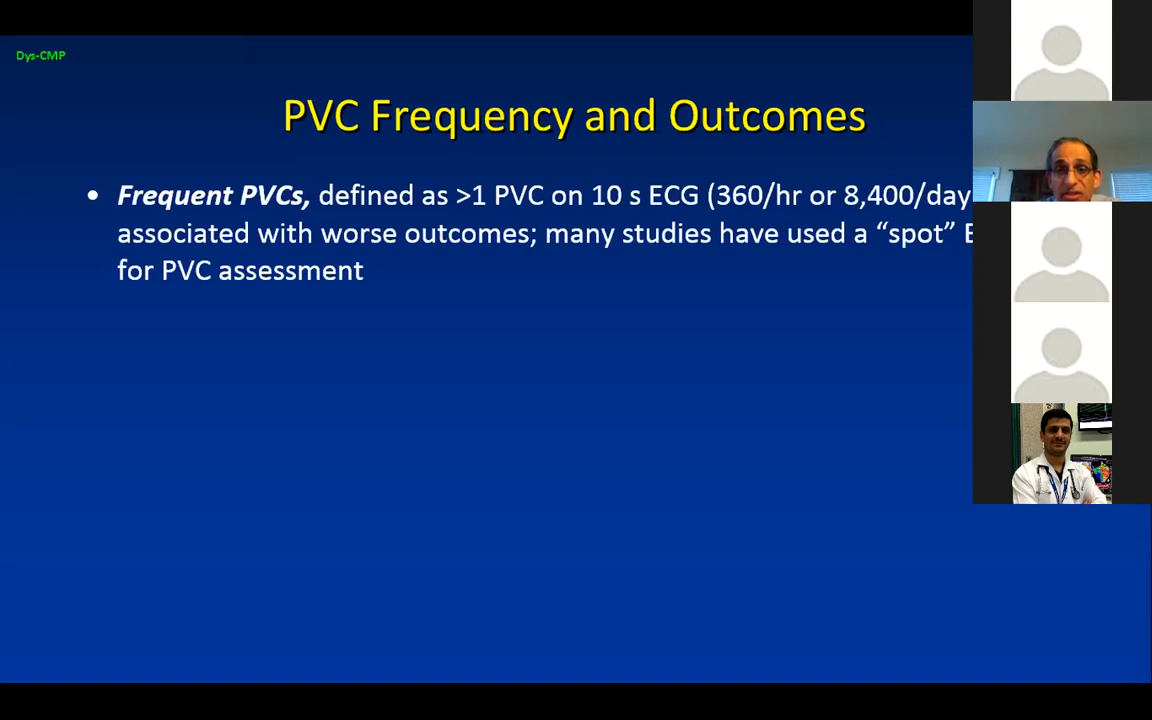 Dys-CMP
PVC Frequency and Outcomes
• Frequent PVCs, defined as >1 PVC on 10 s ECG (360/hr or 8,400/day
associated with worse outcomes; many studies have used a “spot”
for PVC assessment